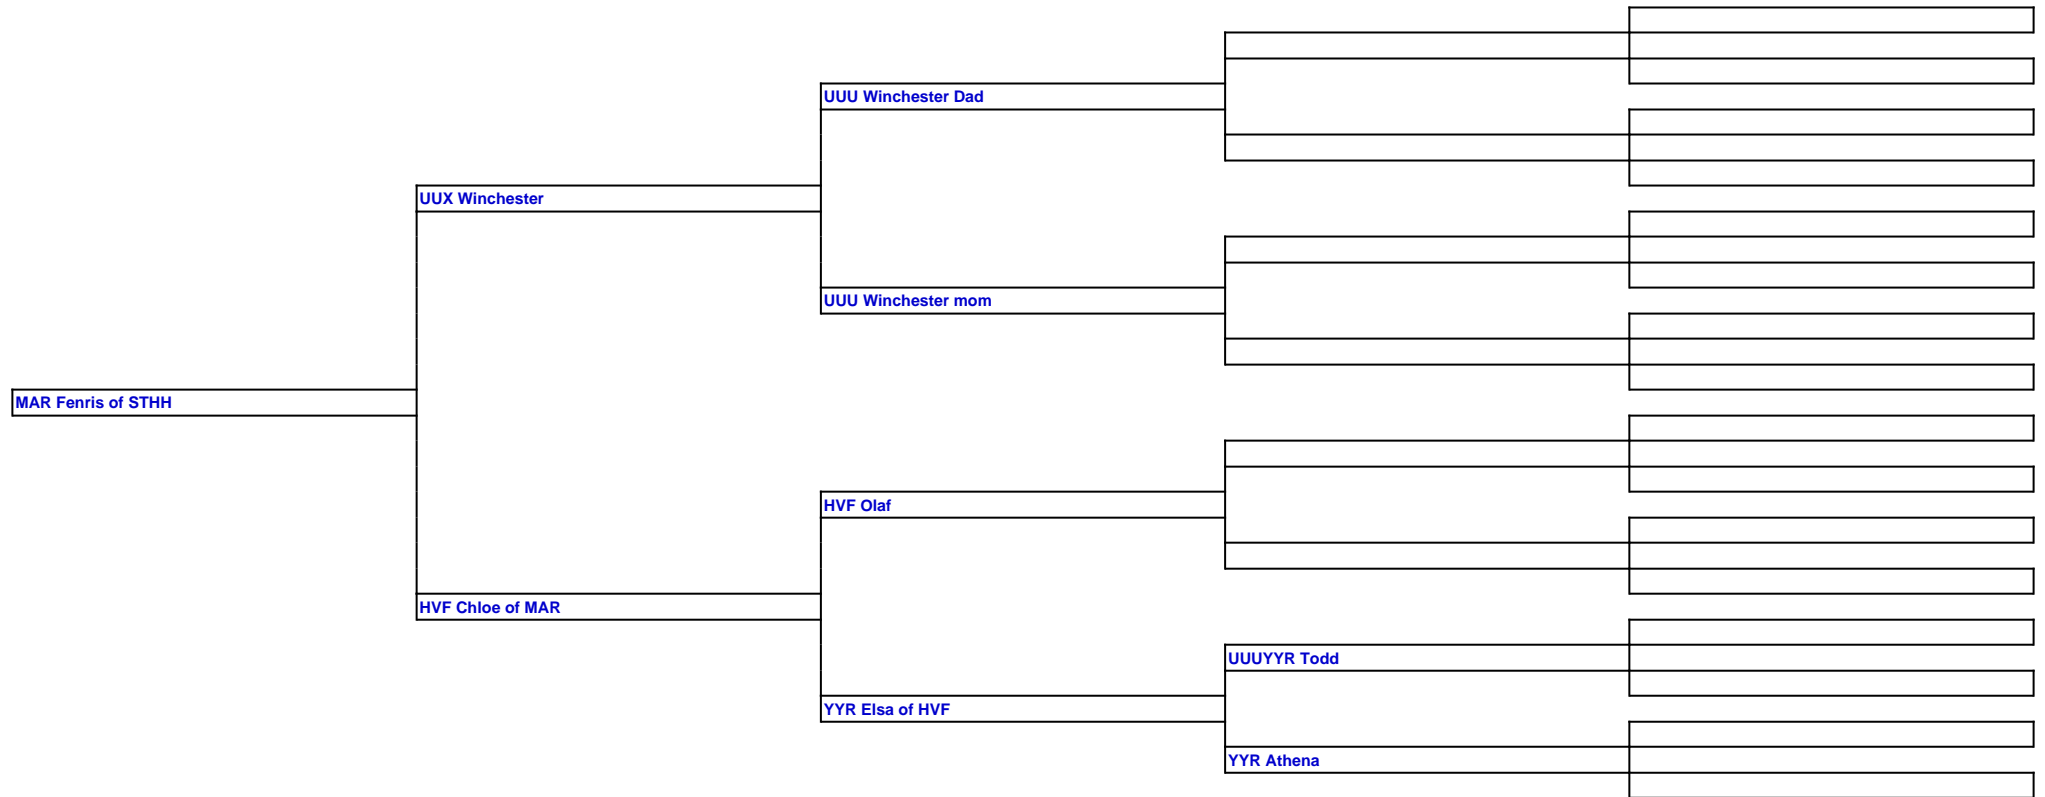 UUU Winchester Dad
UUX Winchester
UUU Winchester mom
MAR Fenris of STHH
HVF Olaf
HVF Chloe of MAR
UUUYYR Todd
YYR Elsa of HVF
YYR Athena